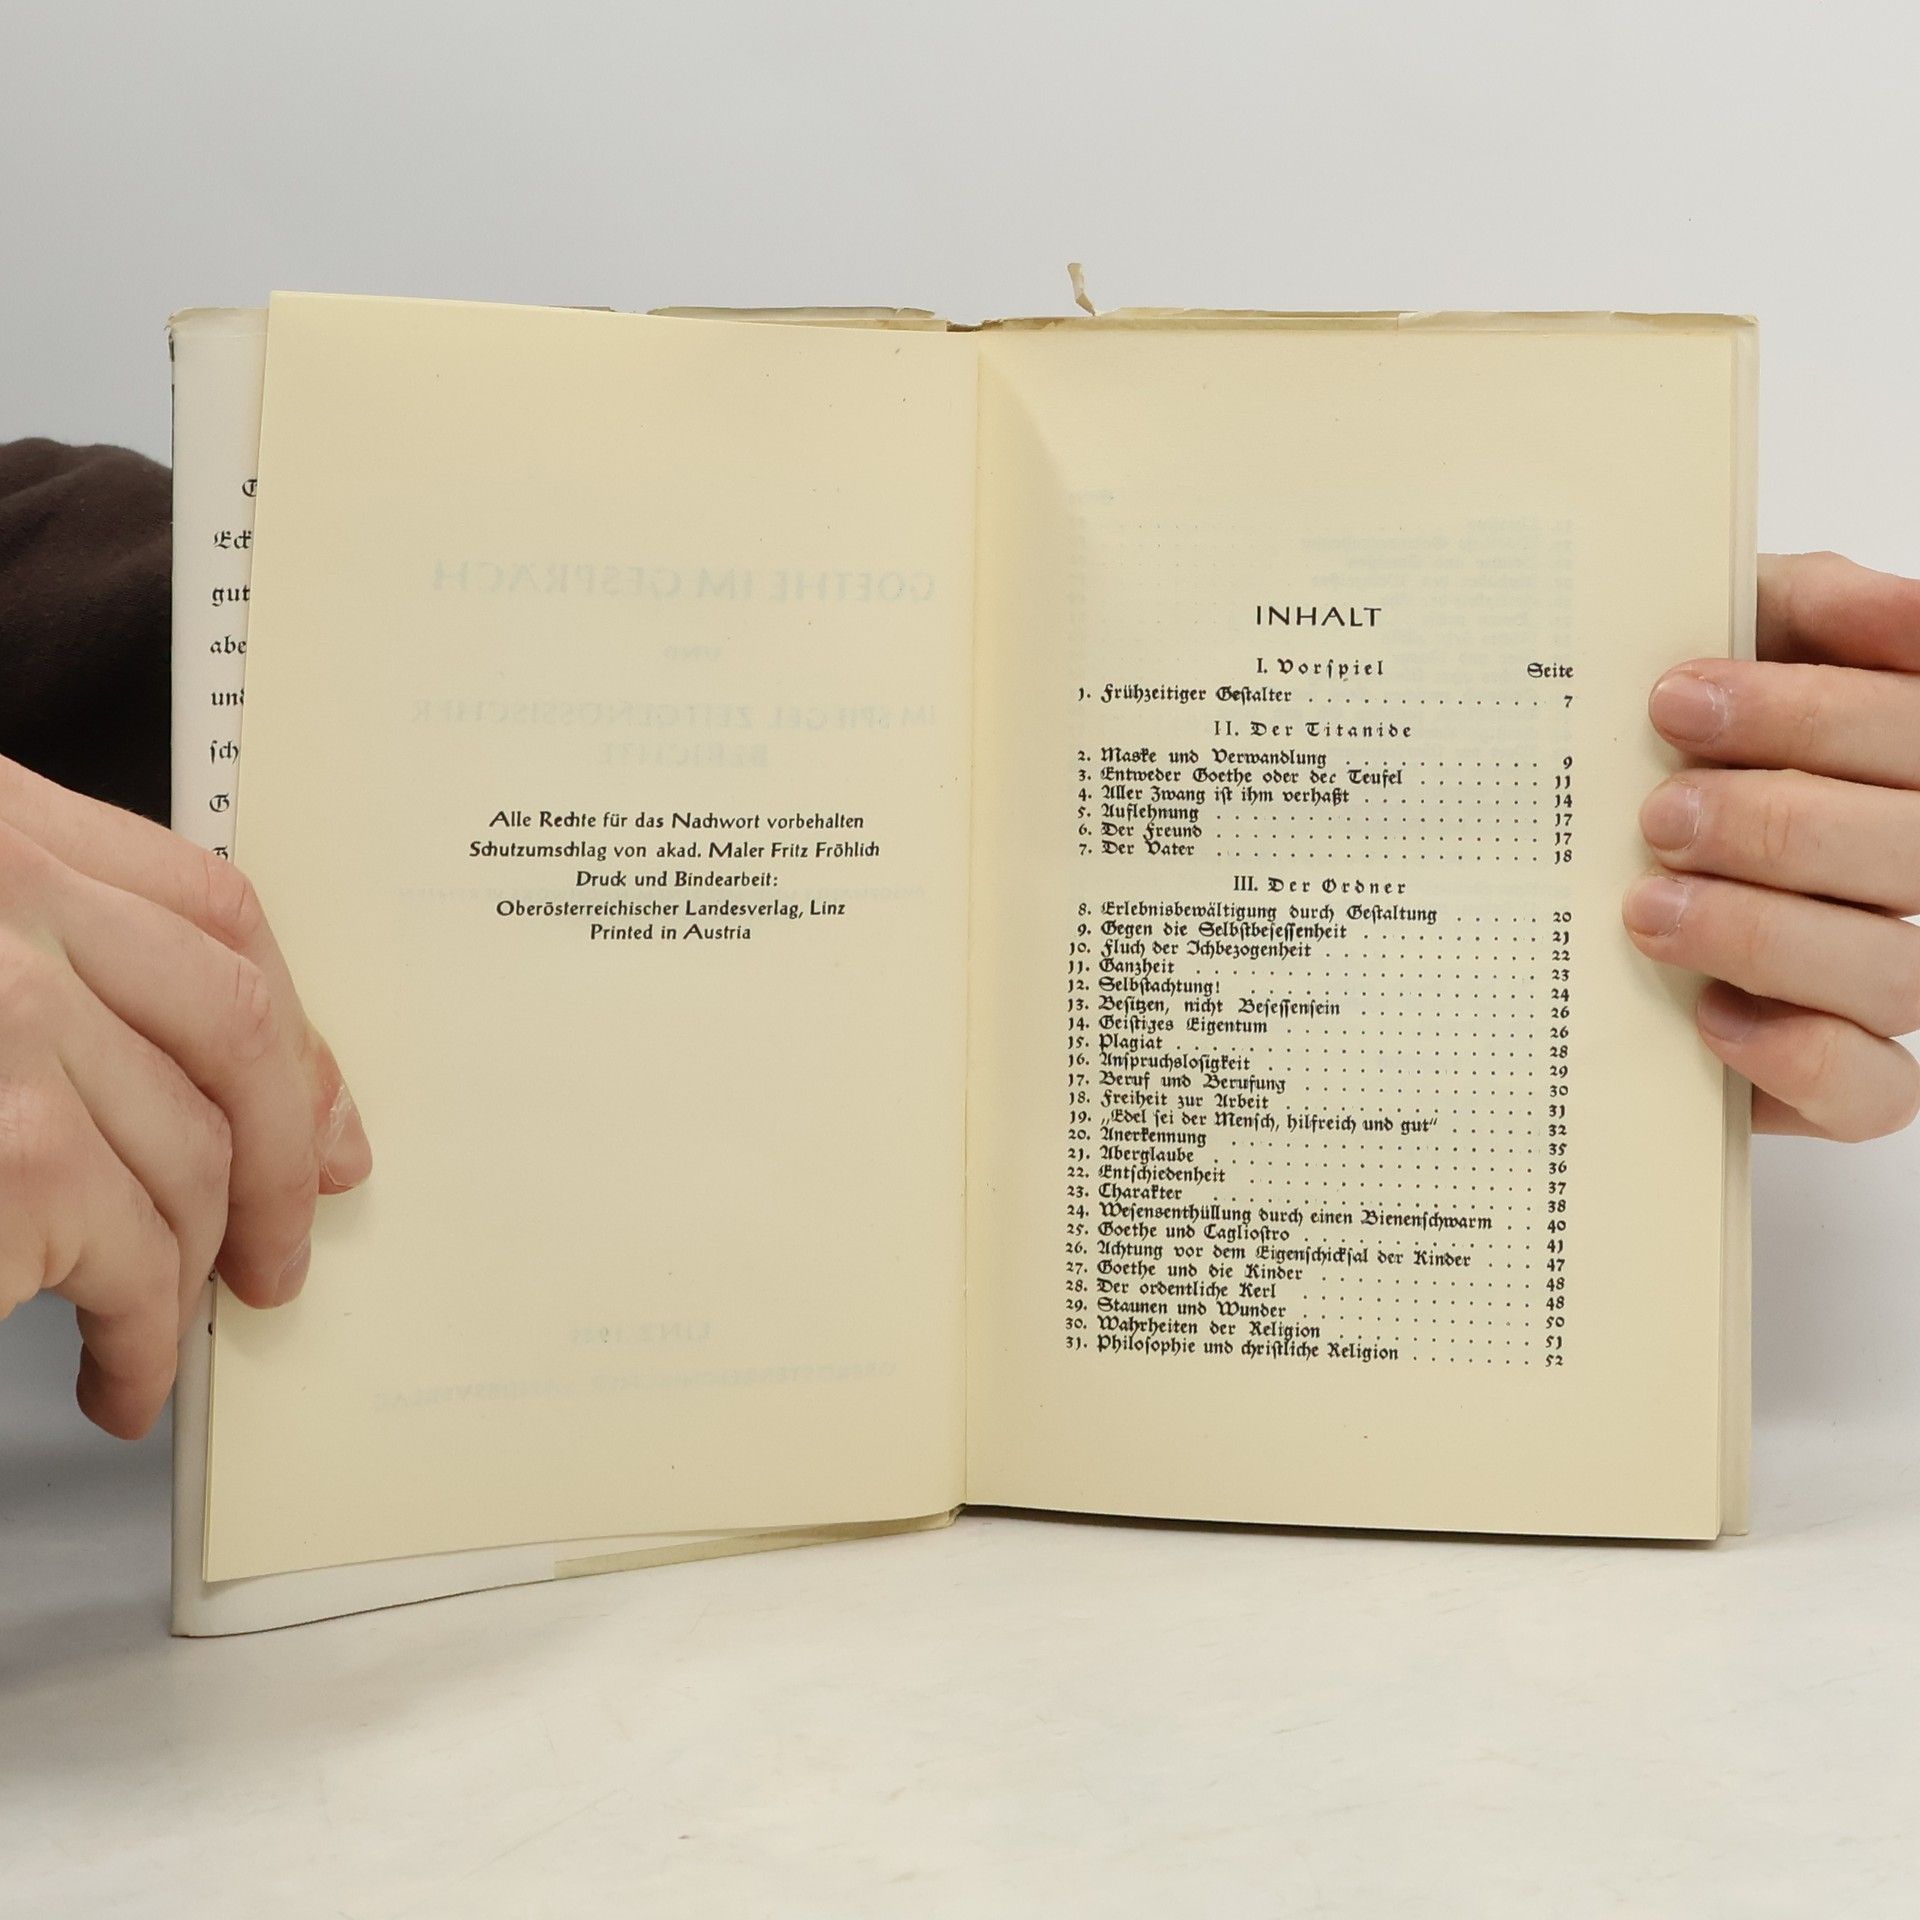 Eck
gut
abe
und
sch
G
Alle Rechte für das Nachwort vorbehalten
Schutzumschlag von akad. Maler Fritz Fröhlich
Druck und Bindearbeit:
Oberösterreichischer Landesverlag, Linz
Printed in Austria
INHALT
I. Vorspiel Seite
1. Frühzeitiger Gestalter . . . . . . . . . . . . . 7
II. Der Titanide
2. Maske und Verwandlung . . . . . . . . . . . 9
3. Entweder Goethe oder der Teufel . . . . . . . 11
4. Aller Zwang ist ihm verhaßt . . . . . . . . . . 14
5. Auflehnung . . . . . . . . . . . . . . . . . . 17
6. Der Freund . . . . . . . . . . . . . . . . . . 17
7. Der Vater . . . . . . . . . . . . . . . . . . 18
III. Der Ordner
8. Erlebnisbewältigung durch Gestaltung . . . . . 20
9. Gegen die Selbstbesessenheit . . . . . . . . . . 21
10. Fluch der Ichbezogenheit . . . . . . . . . . . . 22
11. Ganzheit . . . . . . . . . . . . . . . . . . . 23
12. Selbstachtung! . . . . . . . . . . . . . . . . 24
13. Besitzen, nicht Besessensein . . . . . . . . . . 26
14. Geistiges Eigentum . . . . . . . . . . . . . . 26
15. Plagiat . . . . . . . . . . . . . . . . . . . . 28
16. Anspruchslosigkeit . . . . . . . . . . . . . . . 29
17. Beruf und Berufung . . . . . . . . . . . . . 30
18. Freiheit zur Arbeit . . . . . . . . . . . . . . 31
19. „Edel sei der Mensch, hilfreich und gut“ . . . . . 32
20. Anerkennung . . . . . . . . . . . . . . . . . 35
21. Aberglaube . . . . . . . . . . . . . . . . . . 36
22. Entschiedenheit . . . . . . . . . . . . . . . . 37
23. Charakter . . . . . . . . . . . . . . . . . . 38
24. Wesensenthüllung durch einen Bienenschwarm . . 40
25. Goethe und Cagliostro . . . . . . . . . . . . . 41
26. Achtung vor dem Eigenschicksal der Kinder . . . 47
27. Goethe und die Kinder . . . . . . . . . . . . 48
28. Der ordentliche Kerl . . . . . . . . . . . . . 48
29. Staunen und Wunder . . . . . . . . . . . . . 50
30. Wahrheiten der Religion . . . . . . . . . . . 51
31. Philosophie und christliche Religion . . . . . . . 52